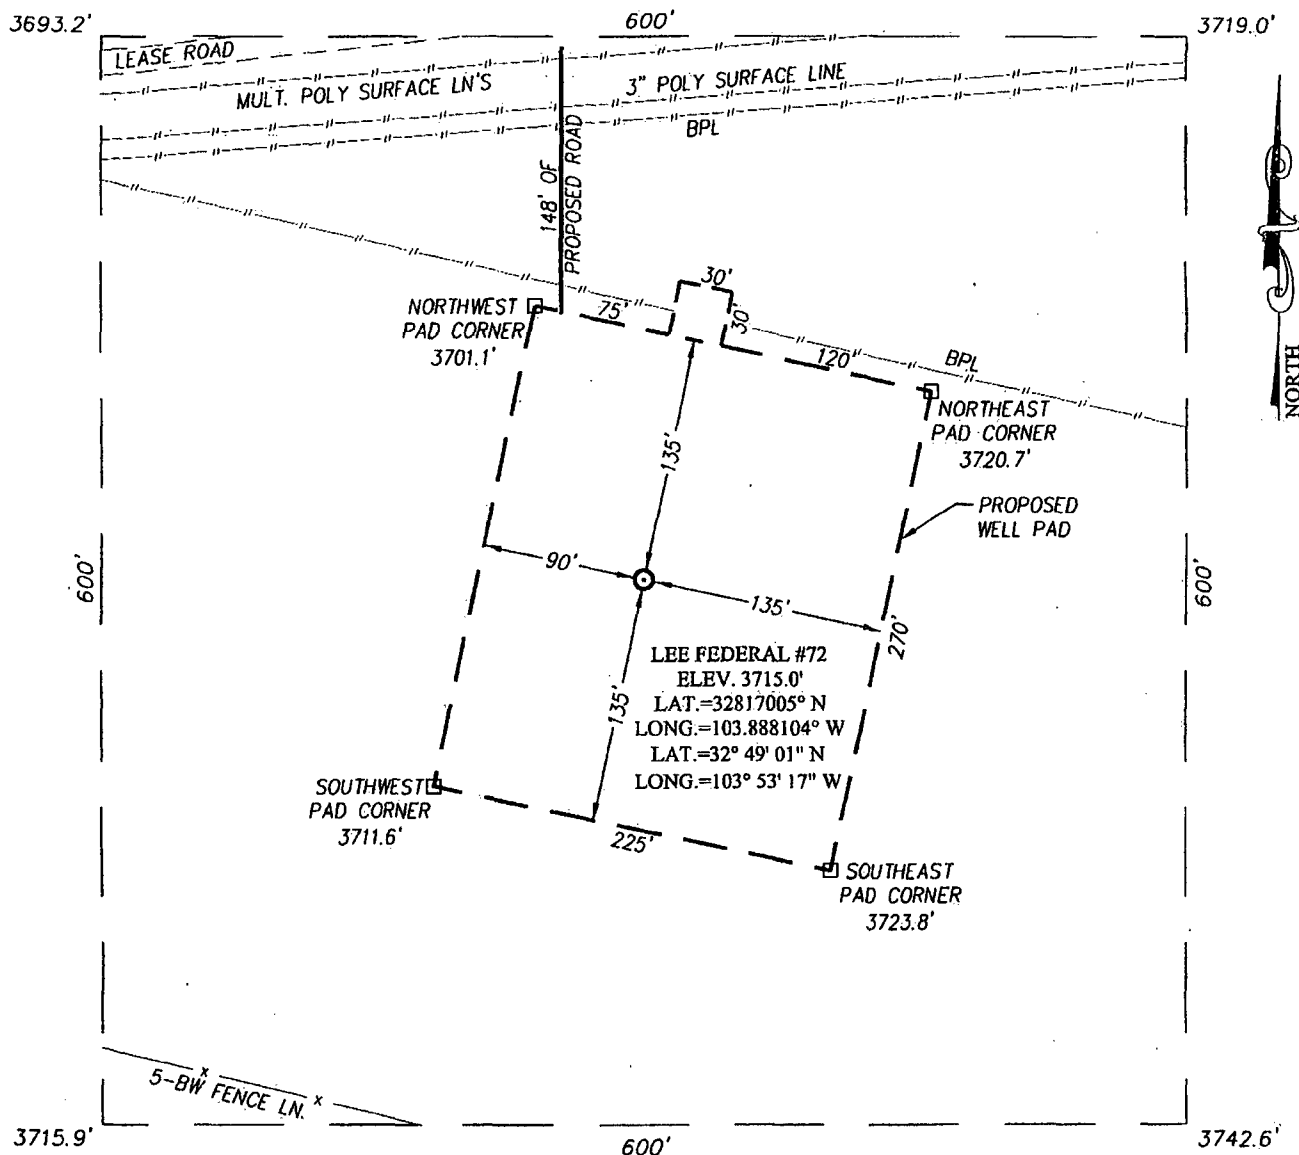 3693.2'
600'
3719.0'
LEASE ROAD
MULT. POLY SURFACE LN'S
3" POLY SURFACE LINE
BPL
148' OF
PROPOSED ROAD
30'
30'
75'
120'
BPL
NORTHWEST
PAD CORNER
3701.1'
NORTHEAST
PAD CORNER
3720.7'
NORTH
135'
PROPOSED
WELL PAD
600'
90'
135'
270'
600'
135'
LEE FEDERAL #72
ELEV. 3715.0'
LAT.=32817005° N
LONG.=103.888104° W
LAT.=32° 49' 01" N
LONG.=103° 53' 17" W
SOUTHWEST
PAD CORNER
3711.6'
225'
SOUTHEAST
PAD CORNER
3723.8'
5-BW FENCE LN.
3715.9'
600'
3742.6'